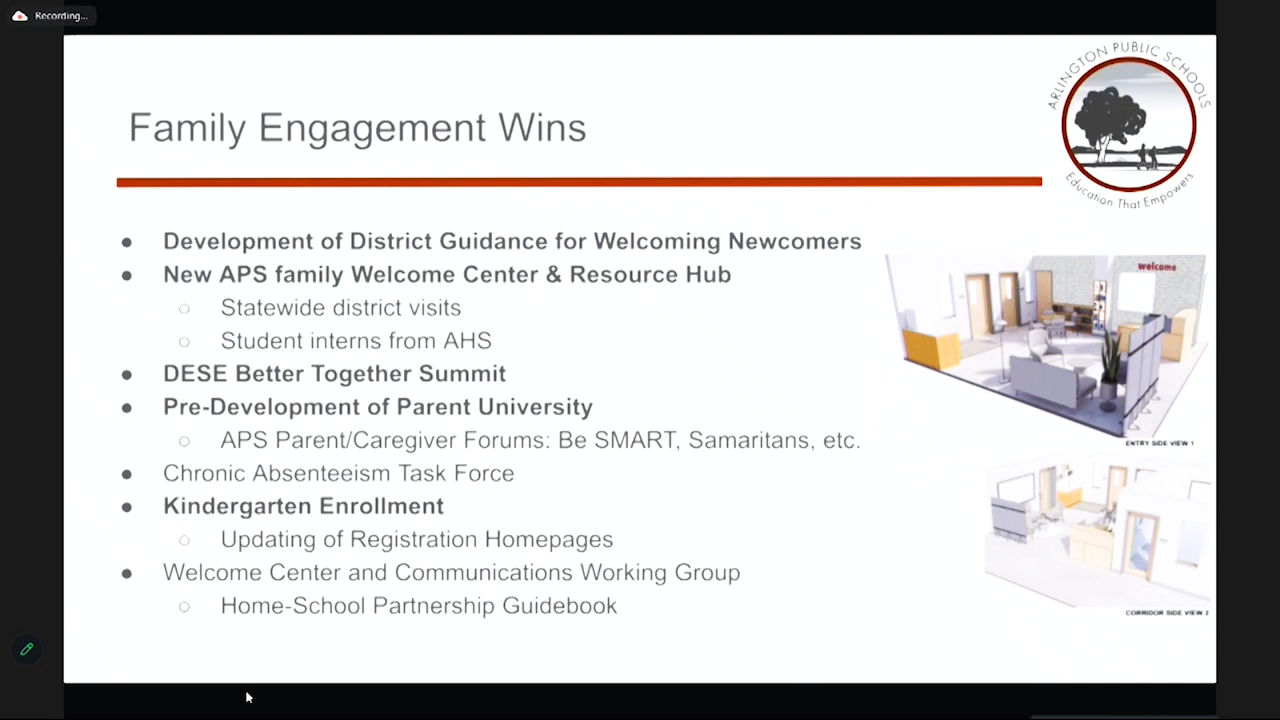 Recording...
ARLINGTON PUBLIC SCHOOLS
Education That Empowers
Family Engagement Wins
● Development of District Guidance for Welcoming Newcomers
● New APS family Welcome Center & Resource Hub
○ Statewide district visits
○ Student interns from AHS
● DESE Better Together Summit
● Pre-Development of Parent University
○ APS Parent/Caregiver Forums: Be SMART, Samaritans, etc.
● Chronic Absenteeism Task Force
● Kindergarten Enrollment
○ Updating of Registration Homepages
● Welcome Center and Communications Working Group
○ Home-School Partnership Guidebook
welcome
ENTRY SIDE VIEW 1
CORRIDOR SIDE VIEW 2